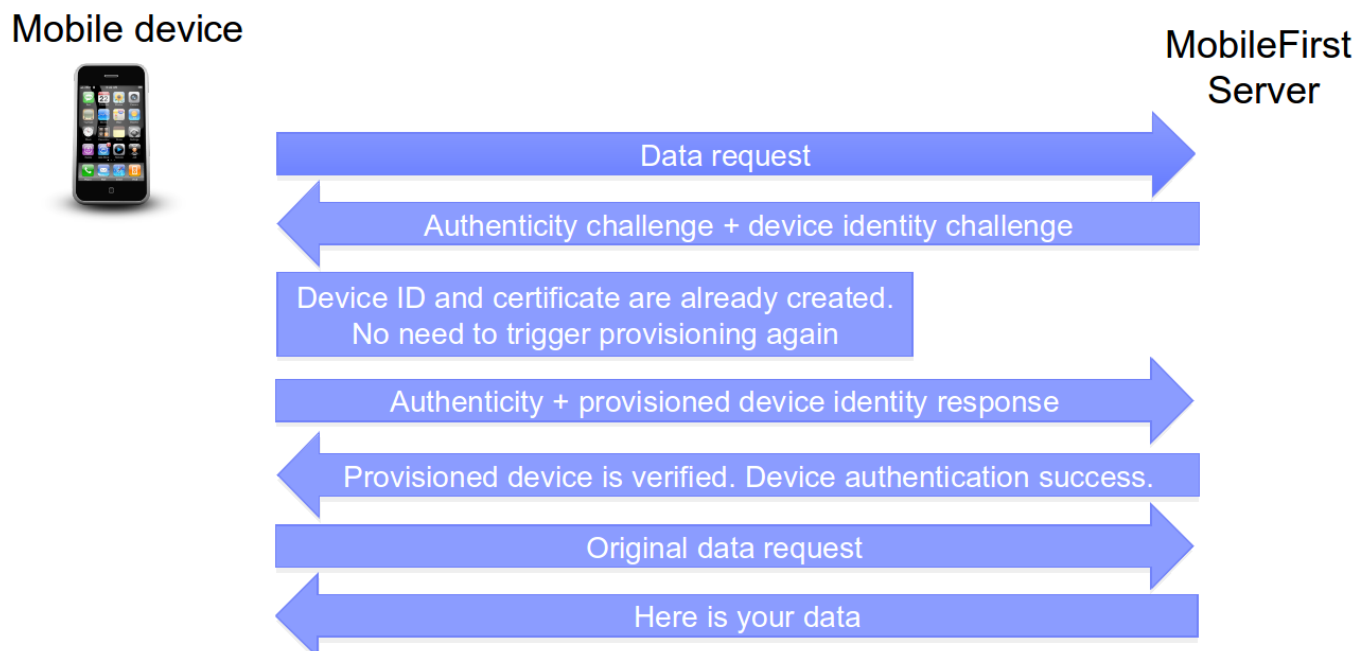 Mobile device
MobileFirst
Server
Data request
Authenticity challenge + device identity challenge
Device ID and certificate are already created.
No need to trigger provisioning again
Authenticity + provisioned device identity response
Provisioned device is verified. Device authentication success.
Original data request
Here is your data